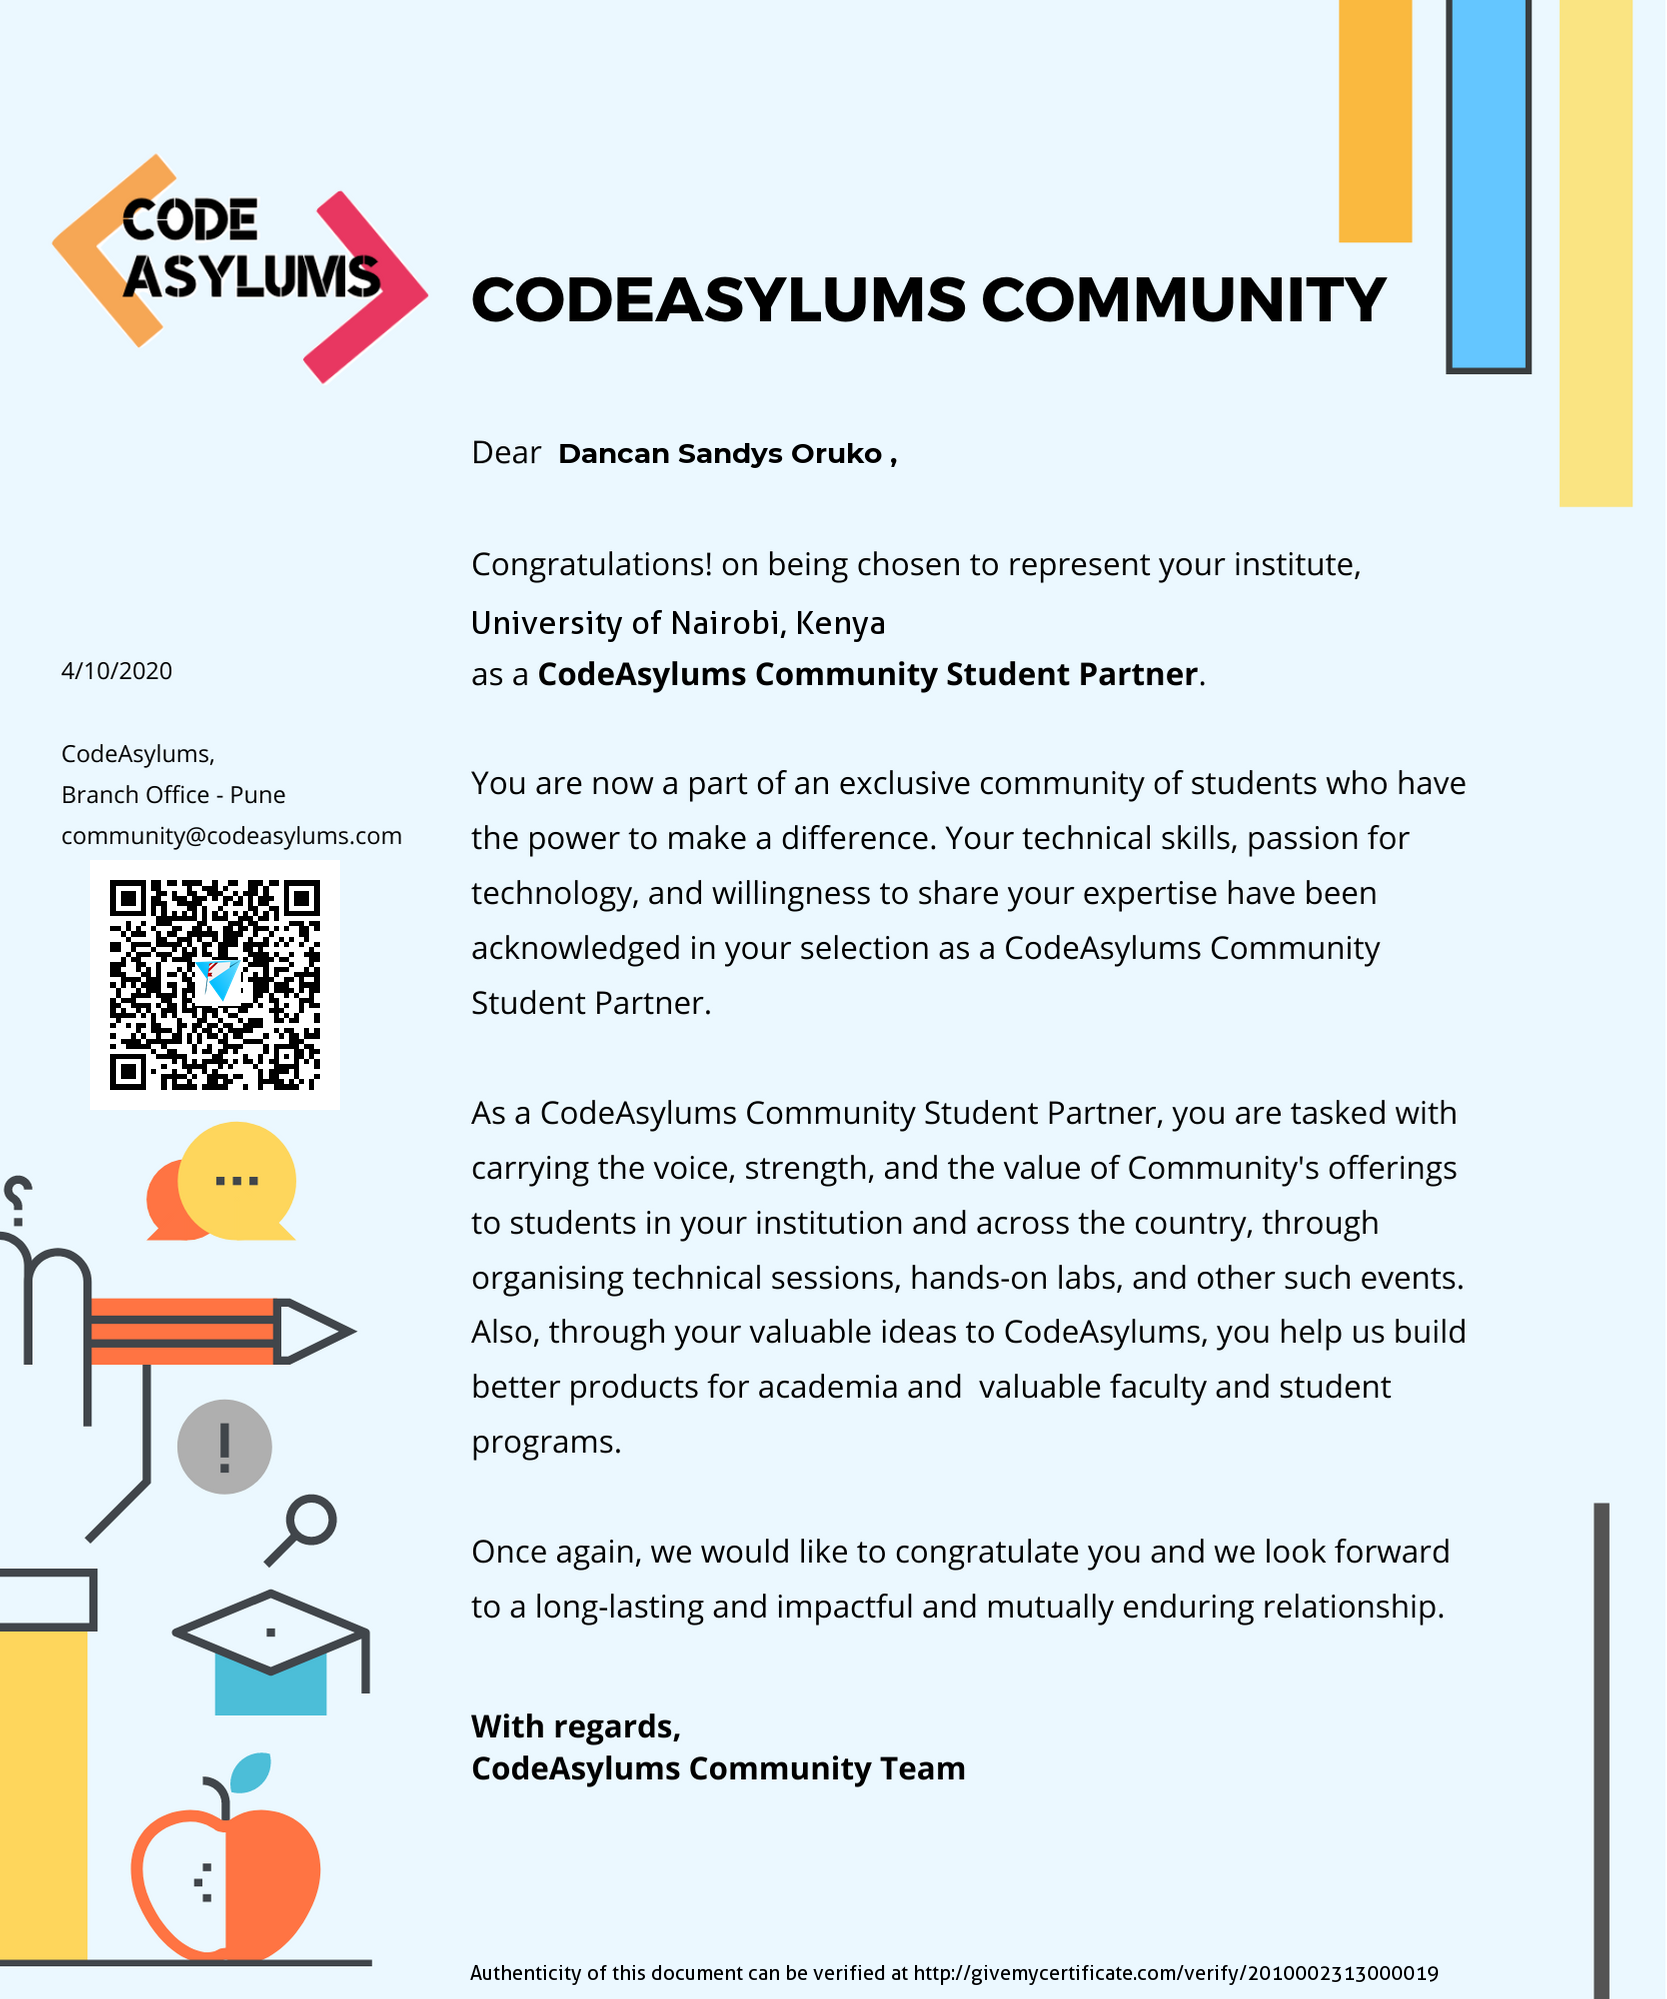 CODE
ASYLUMS
CODEASYLUMS COMMUNITY
Dear Dancan Sandys Oruko ,
Congratulations! on being chosen to represent your institute,
University of Nairobi, Kenya
as a CodeAsylums Community Student Partner.
4/10/2020
CodeAsylums,
Branch Office - Pune
community@codeasylums.com
You are now a part of an exclusive community of students who have
the power to make a difference. Your technical skills, passion for
technology, and willingness to share your expertise have been
acknowledged in your selection as a CodeAsylums Community
Student Partner.
As a CodeAsylums Community Student Partner, you are tasked with
carrying the voice, strength, and the value of Community's offerings
to students in your institution and across the country, through
organising technical sessions, hands-on labs, and other such events.
Also, through your valuable ideas to CodeAsylums, you help us build
better products for academia and  valuable faculty and student
programs.
Once again, we would like to congratulate you and we look forward
to a long-lasting and impactful and mutually enduring relationship.
With regards,
CodeAsylums Community Team
Authenticity of this document can be verified at http://givemycertificate.com/verify/2010002313000019